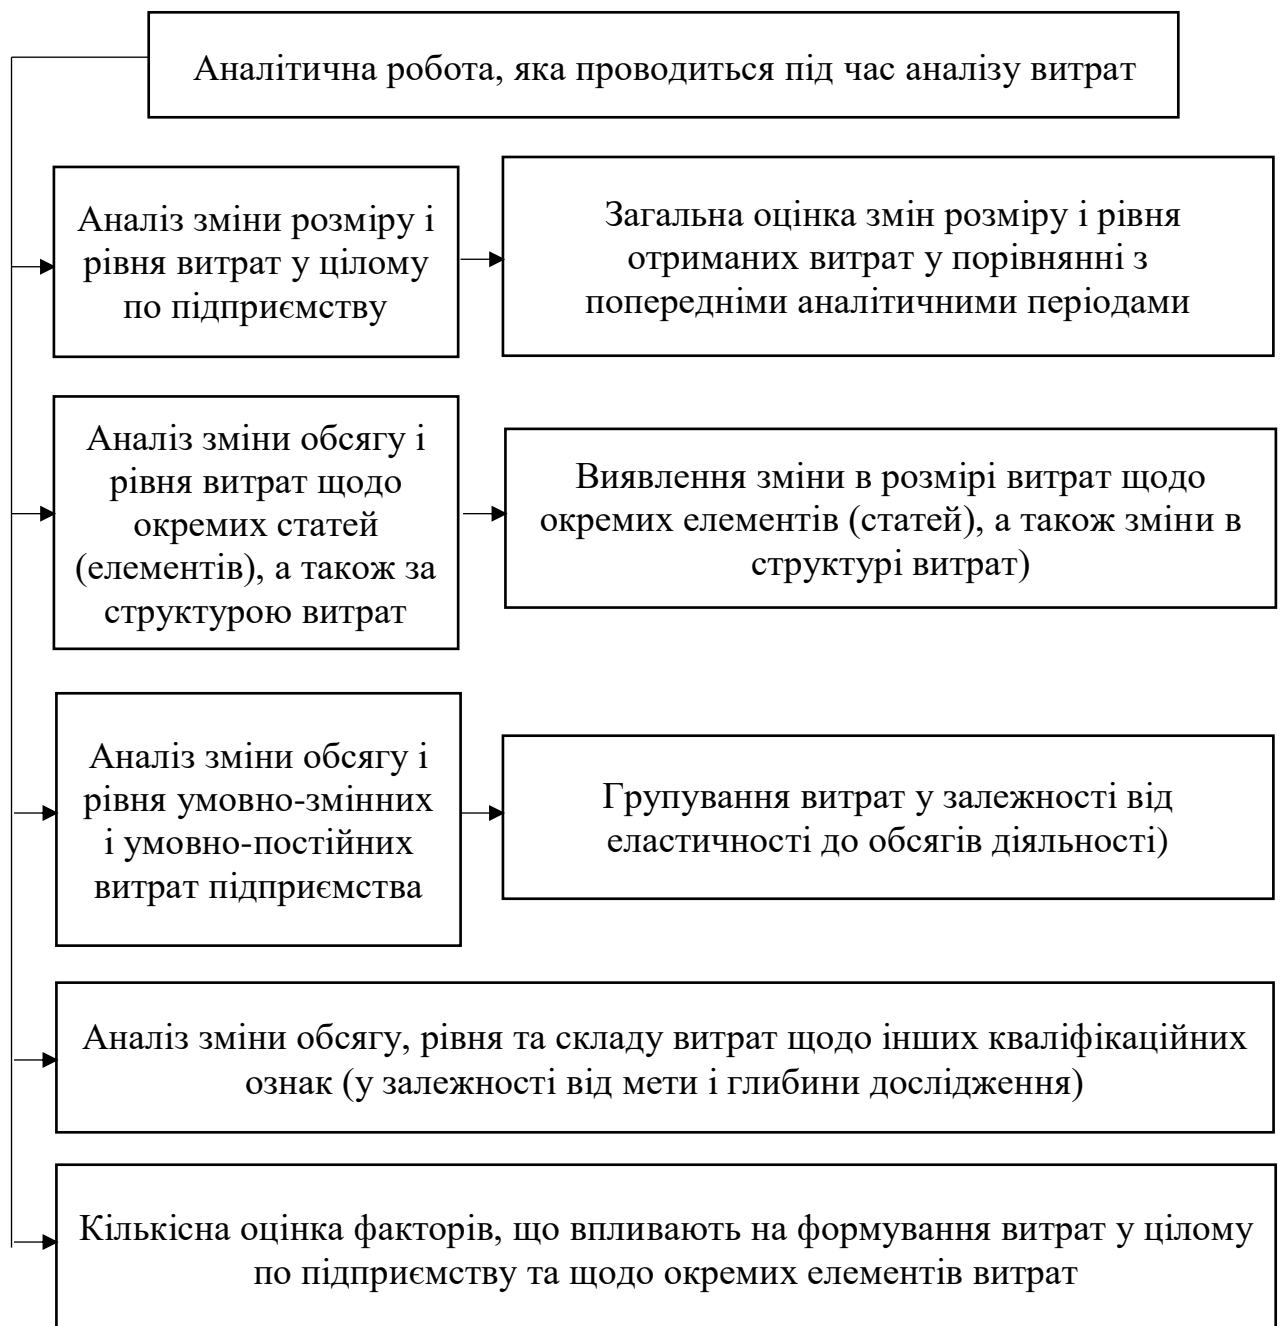 Аналітична робота, яка проводиться під час аналізу витрат
Аналіз зміни розміру і
рівня витрат у цілому
по підприємству
Загальна оцінка змін розміру і рівня
отриманих витрат у порівнянні з
попередніми аналітичними періодами
Аналіз зміни обсягу і
рівня витрат щодо
окремих статей
(елементів), а також за
структурою витрат
Виявлення зміни в розмірі витрат щодо
окремих елементів (статей), а також зміни в
структурі витрат)
Аналіз зміни обсягу і
рівня умовно-змінних
і умовно-постійних
витрат підприємства
Групування витрат у залежності від
еластичності до обсягів діяльності)
Аналіз зміни обсягу, рівня та складу витрат щодо інших кваліфікаційних
ознак (у залежності від мети і глибини дослідження)
Кількісна оцінка факторів, що впливають на формування витрат у цілому
по підприємству та щодо окремих елементів витрат